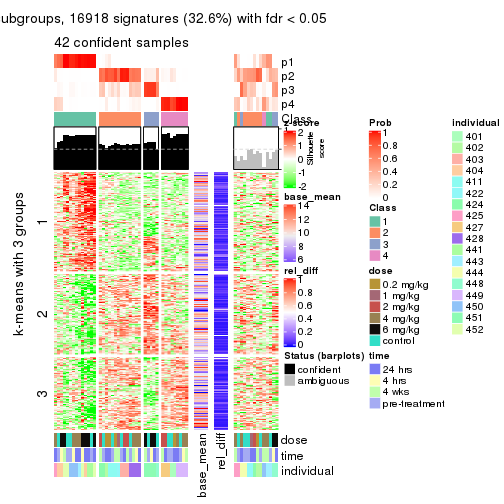 ubgroups, 16918 signatures (32.6%) with fdr < 0.05
42 confident samples
p1
p2
p3
p4
Class
Silhouette score
1
2
3
k-means with 3 groups
dose
time
individual
base_mean
rel_diff
z-score
2
1
0
-1
-2
base_mean
14
12
10
8
6
rel_diff
1
0.8
0.6
0.4
0.2
0
Status (barplots)
confident
ambiguous
Prob
1
0.8
0.6
0.4
0.2
0
Class
1
2
3
4
dose
0.2 mg/kg
1 mg/kg
2 mg/kg
4 mg/kg
6 mg/kg
control
time
24 hrs
4 hrs
4 wks
pre-treatment
individual
401
402
403
404
411
422
424
425
427
428
441
443
444
448
449
450
451
452